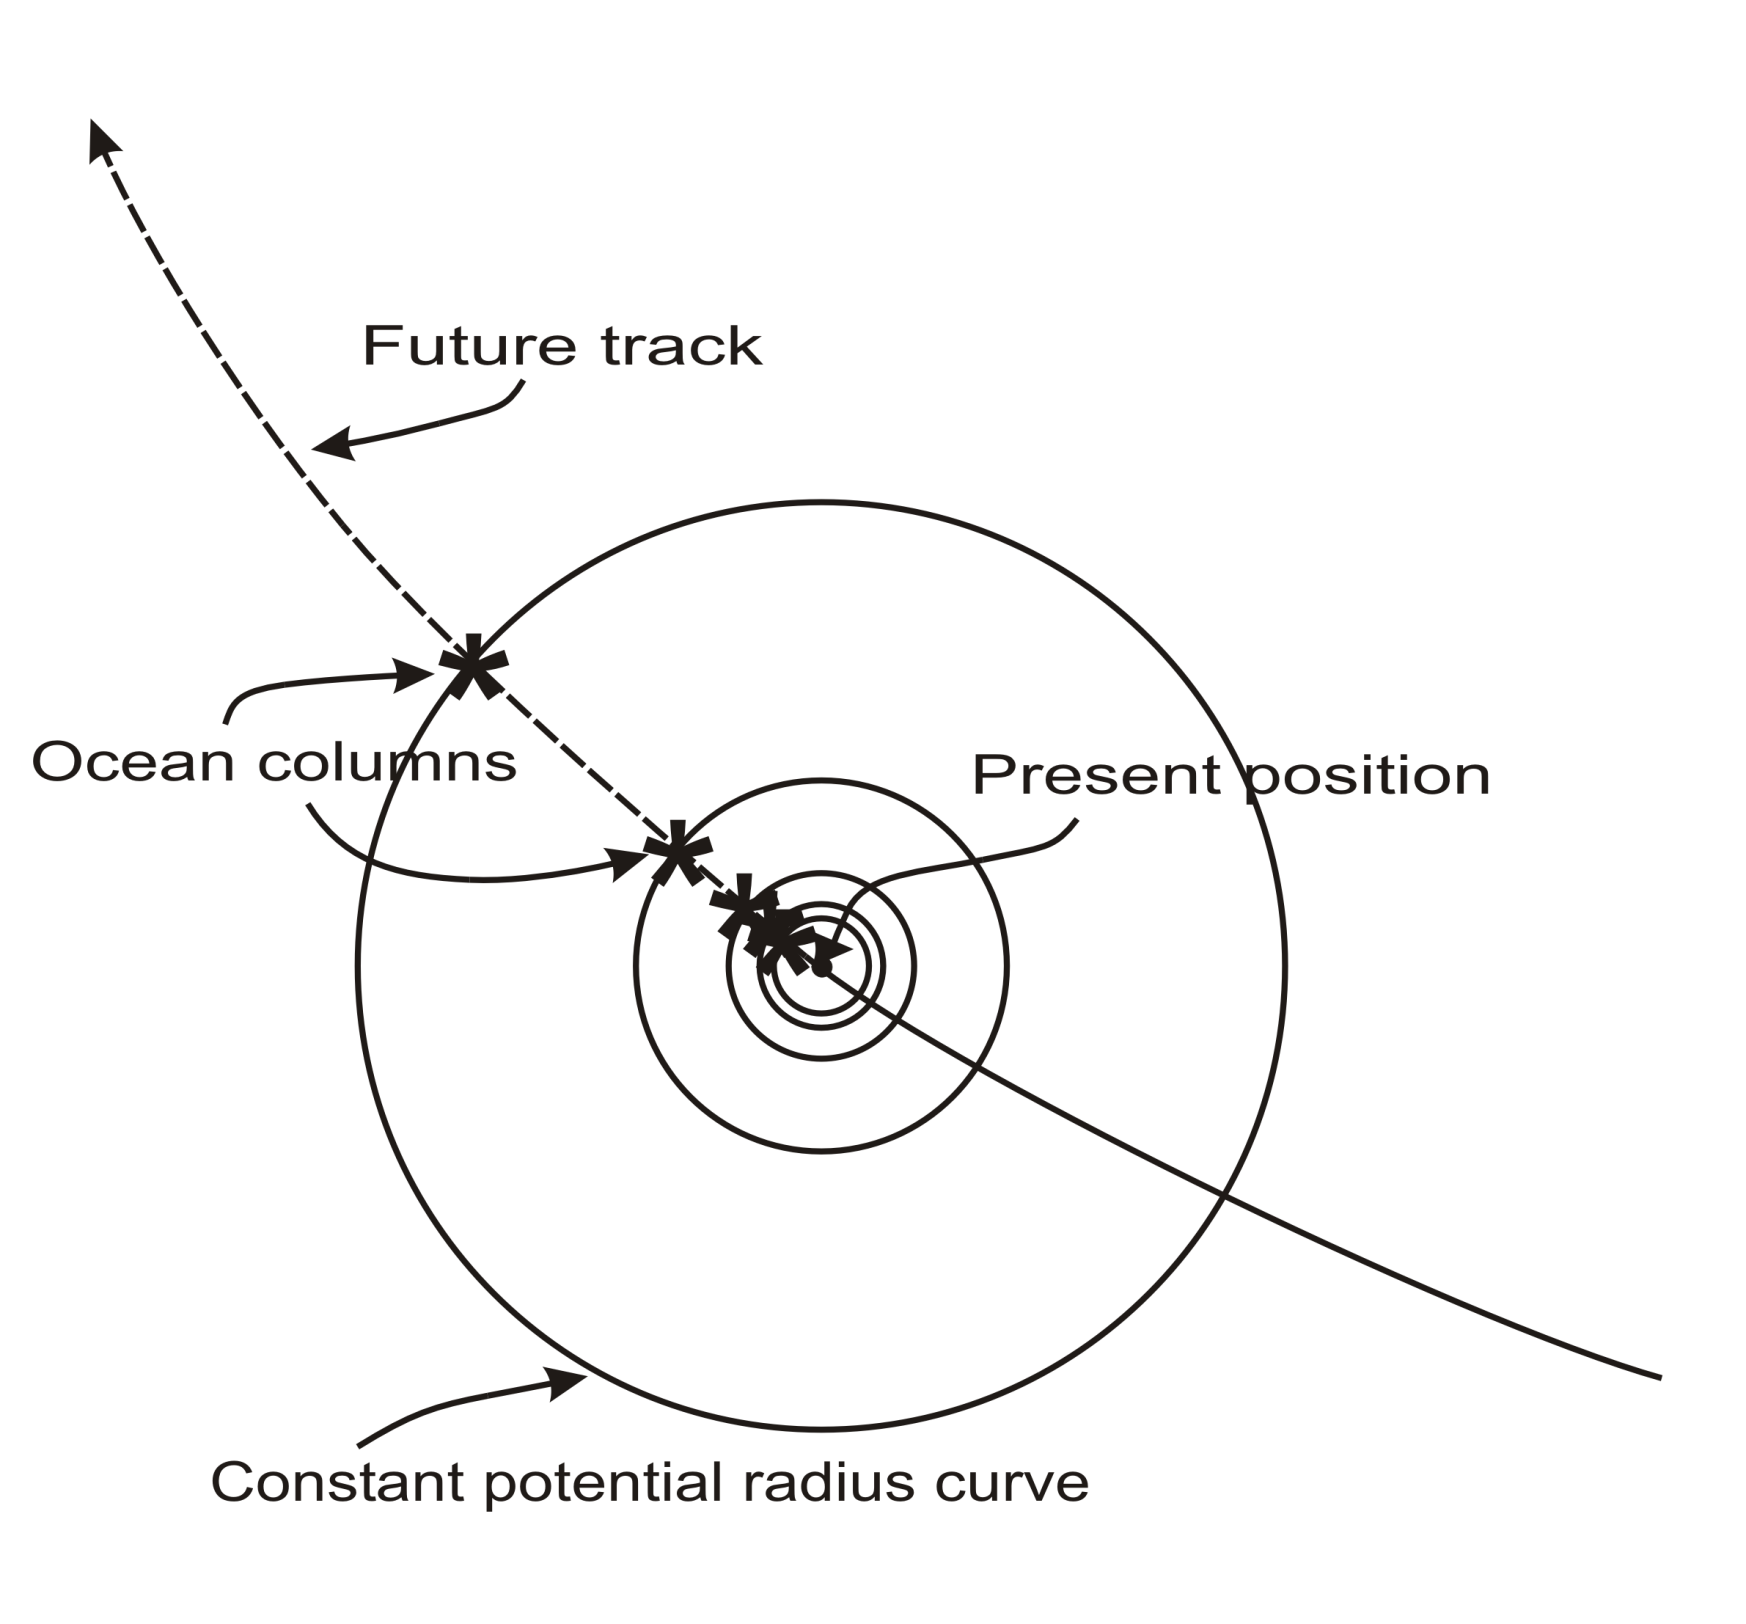 Future track
Ocean columns
Present position
Constant potential radius curve